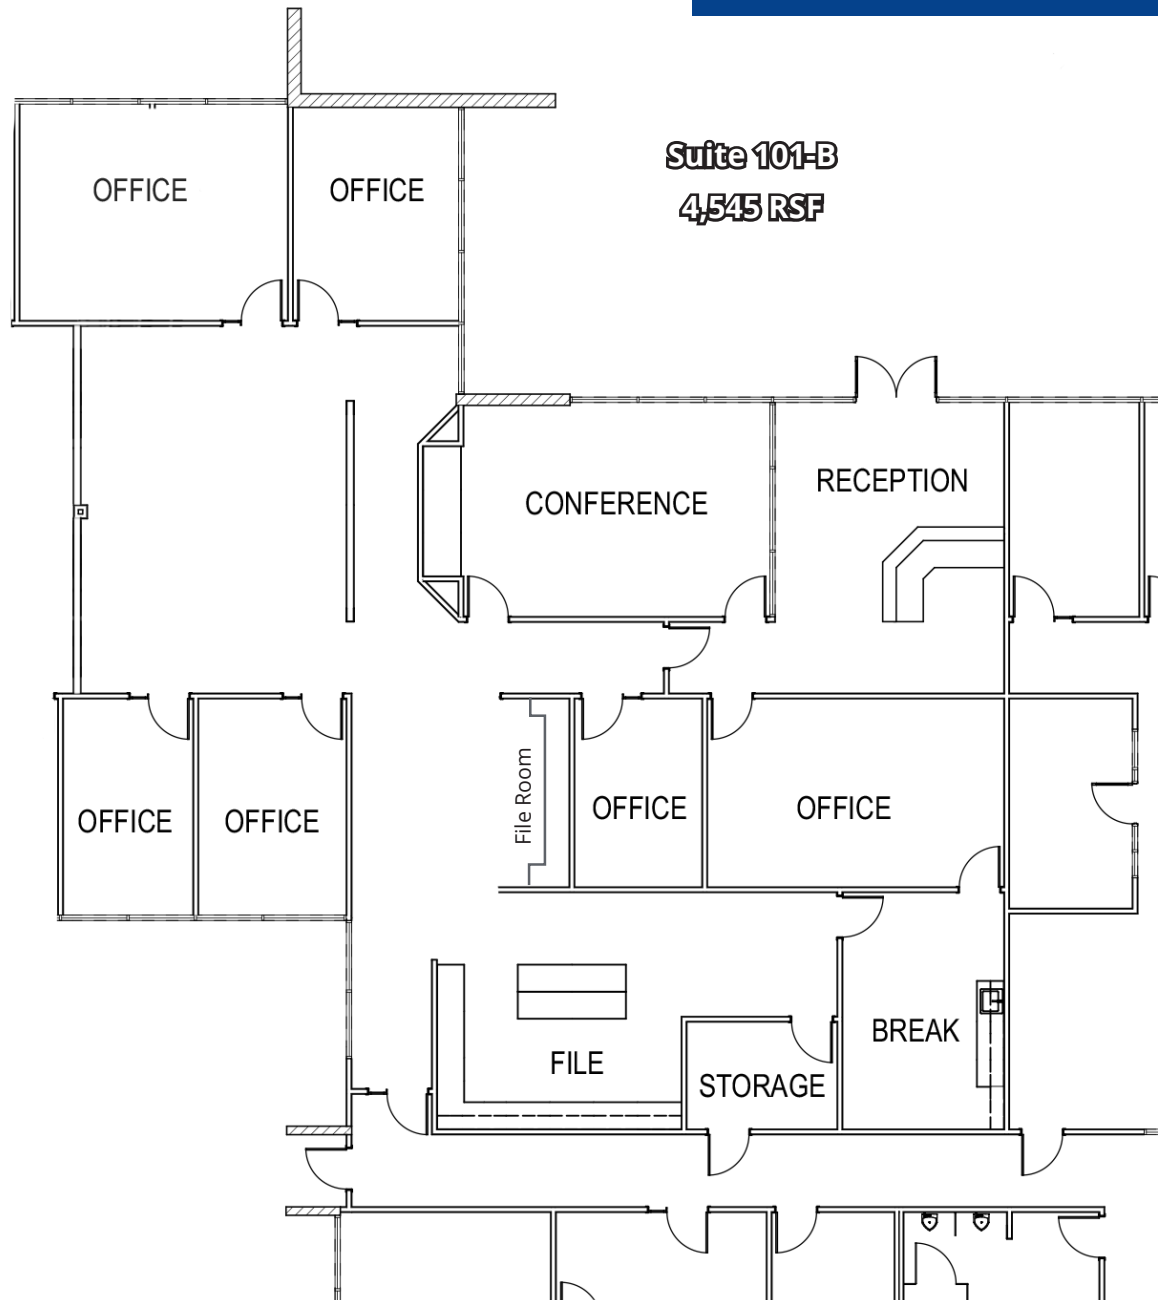 Suite 101-B
4,545 RSF
OFFICE
OFFICE
RECEPTION
CONFERENCE
File Room
OFFICE
OFFICE
OFFICE
OFFICE
BREAK
FILE
STORAGE